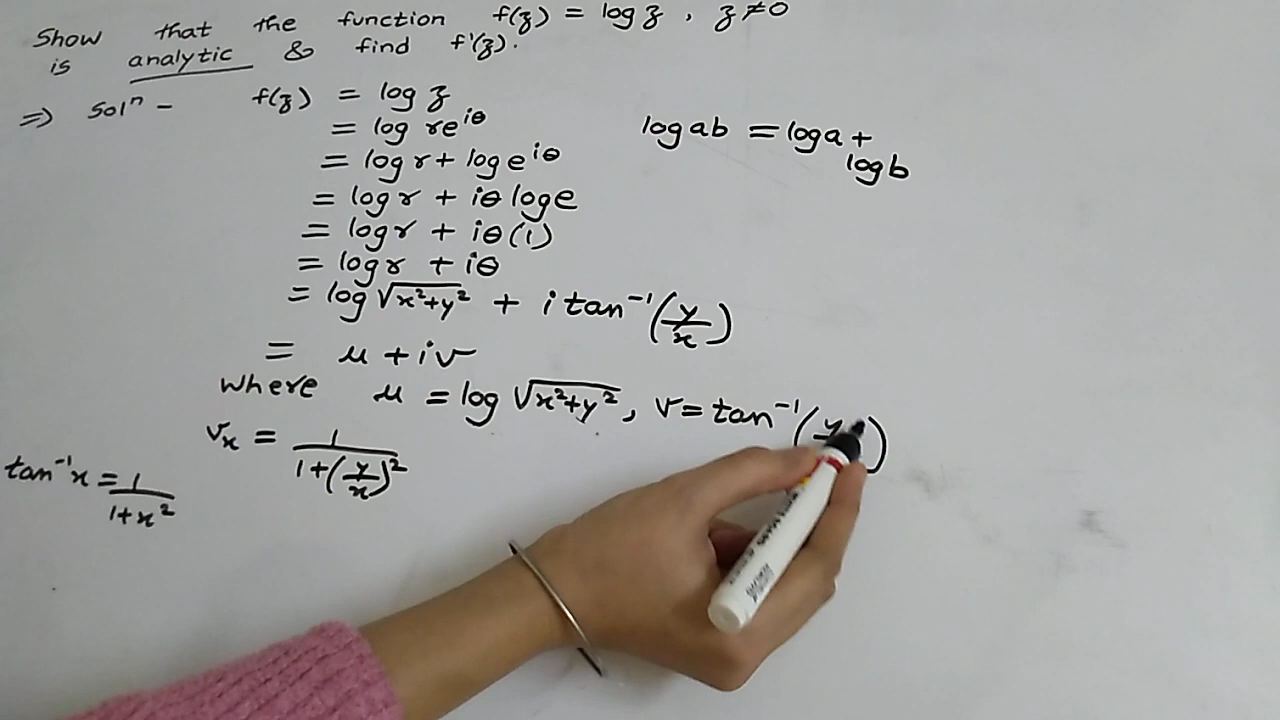 Show that the function f(z) = log z , z ≠ 0
is analytic & find f'(z).
⇒ Solⁿ - f(z) = log z
= log re^{iθ}
log ab = log a +
log b
= log r + log e^{iθ}
= log r + iθ log e
= log r + iθ(1)
= log r + iθ
= log √(x²+y²) + i tan⁻¹(y/x)
= u + iv
where u = log √(x²+y²) , v = tan⁻¹(y
v_x = 1/(1+(y/x)²)
tan⁻¹x = 1/(1+x²)